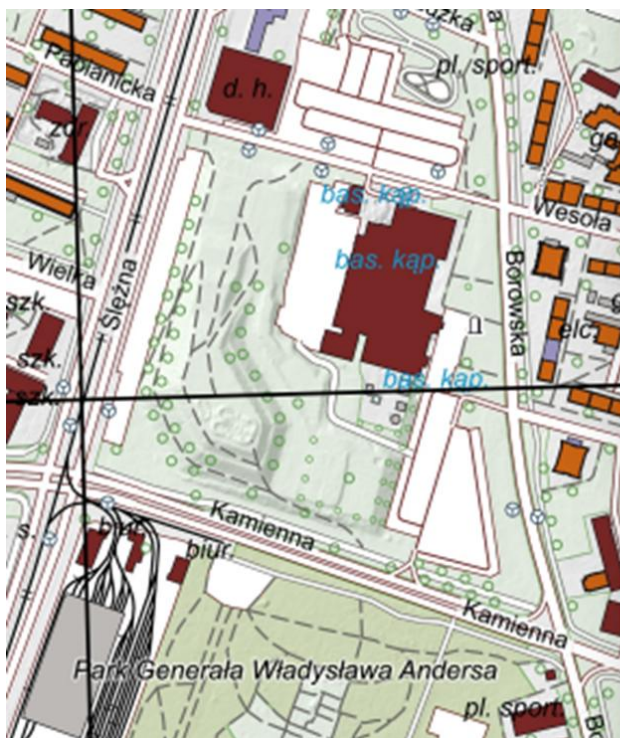 Pabianicka
d. h.
pl. sport.
zdr.
bas. kąp.
Wesoła
Wielka
Ślężna
bas. kąp.
Borowska
szk.
szk.
bas. kąp.
szk.
Kamienna
s.
biur.
biur.
Kamienna
Park Generała Władysława Andersa
pl. sport.